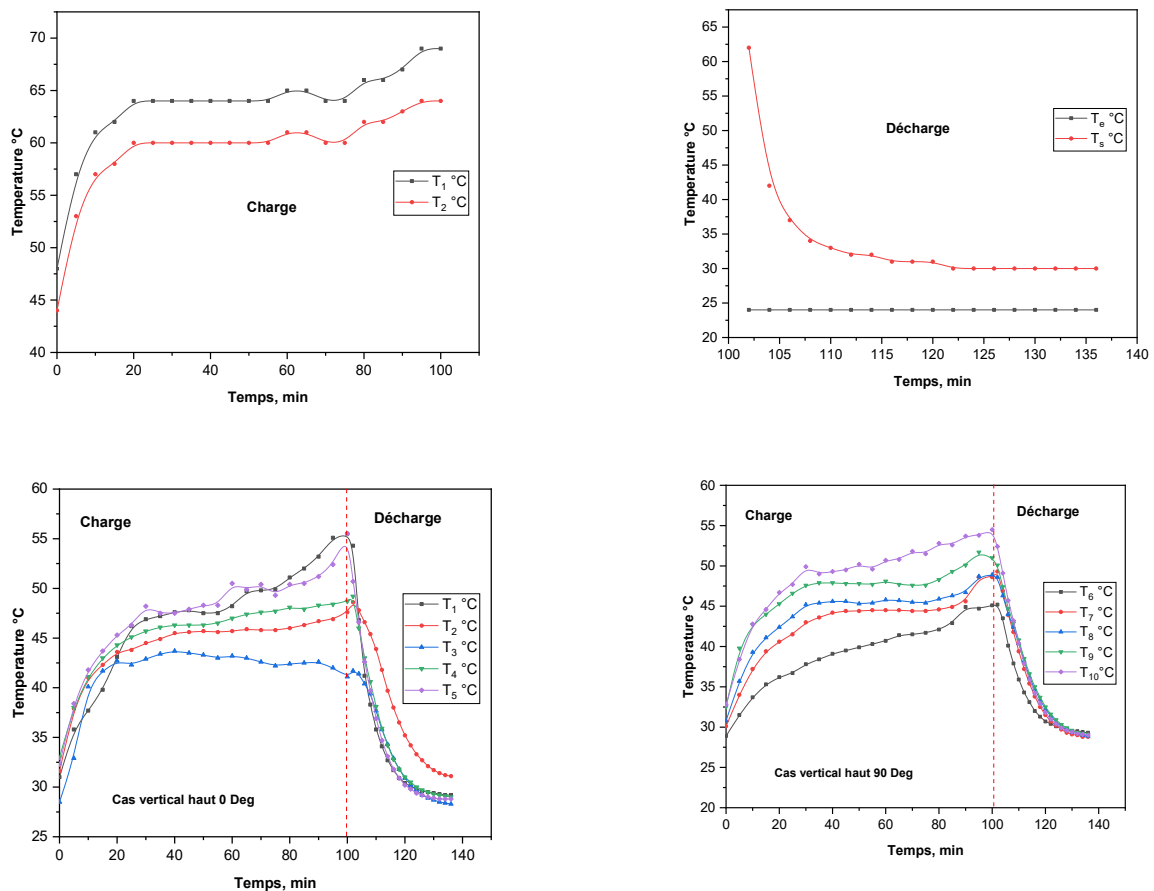 70
65
60
55
50
45
40
Temperature °C
T1 °C
T2 °C
Charge
0
20
40
60
80
100
Temps, min
65
60
55
50
45
40
35
30
25
20
Temperature °C
Décharge
Te °C
Ts °C
100
105
110
115
120
125
130
135
140
Temps, min
60
55
50
45
40
35
30
25
Temperature °C
Charge
Décharge
T1 °C
T2 °C
T3 °C
T4 °C
T5 °C
Cas vertical haut 0 Deg
0
20
40
60
80
100
120
140
Temps, min
60
55
50
45
40
35
30
25
20
Temperature °C
Charge
Décharge
T6 °C
T7 °C
T8 °C
T9 °C
T10°C
Cas vertical haut 90 Deg
0
20
40
60
80
100
120
140
Temps, min